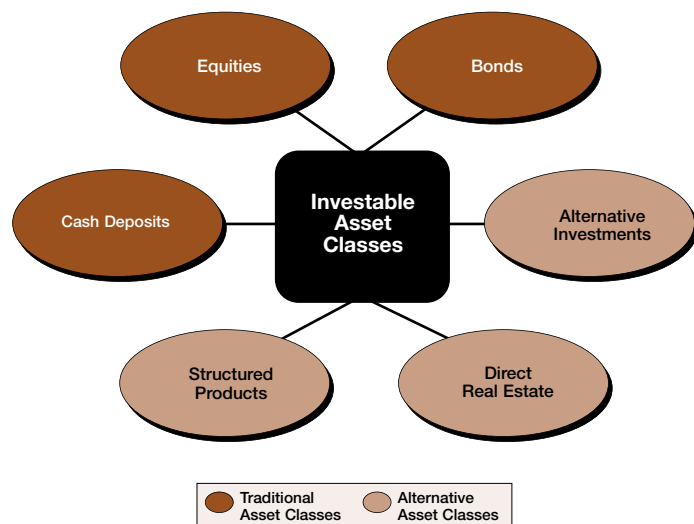 Equities
Bonds
Investable
Asset
Classes
Cash Deposits
Alternative
Investments
Structured
Products
Direct
Real Estate
Traditional
Asset Classes
Alternative
Asset Classes